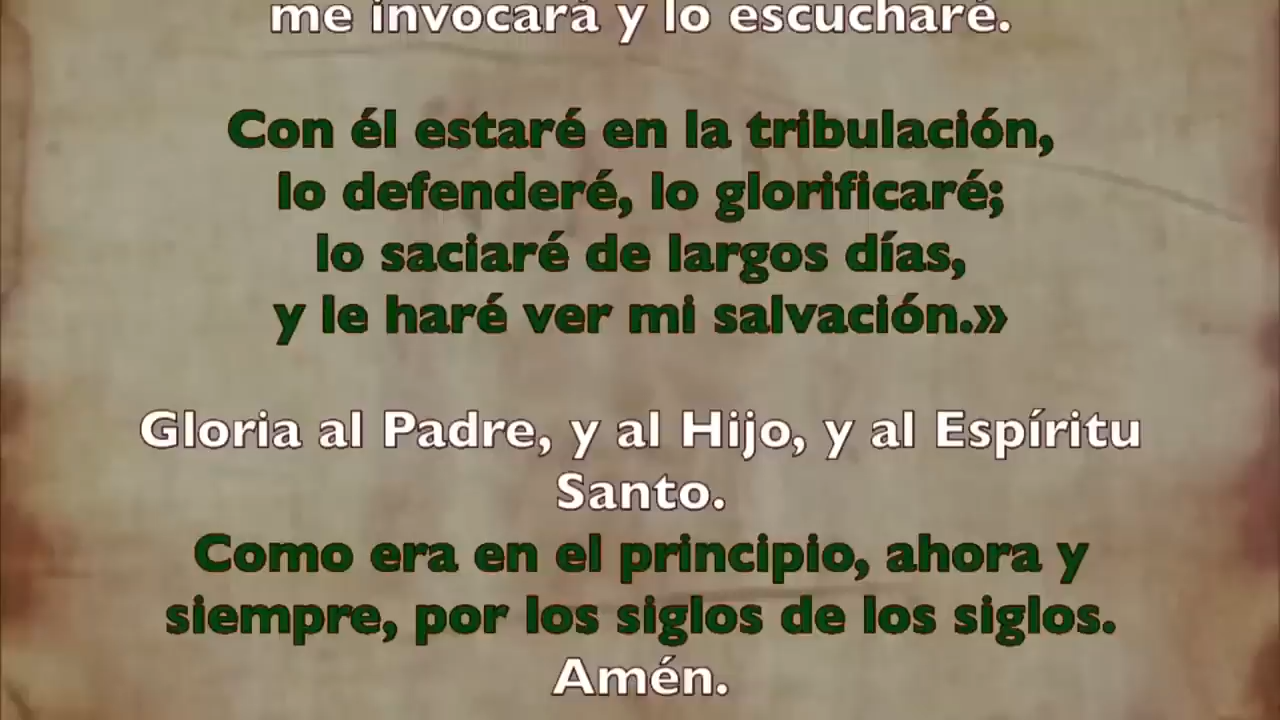 me invocará y lo escucharé.
Con él estaré en la tribulación,
lo defenderé, lo glorificaré;
lo saciaré de largos días,
y le haré ver mi salvación.»
Gloria al Padre, y al Hijo, y al Espíritu
Santo.
Como era en el principio, ahora y
siempre, por los siglos de los siglos.
Amén.